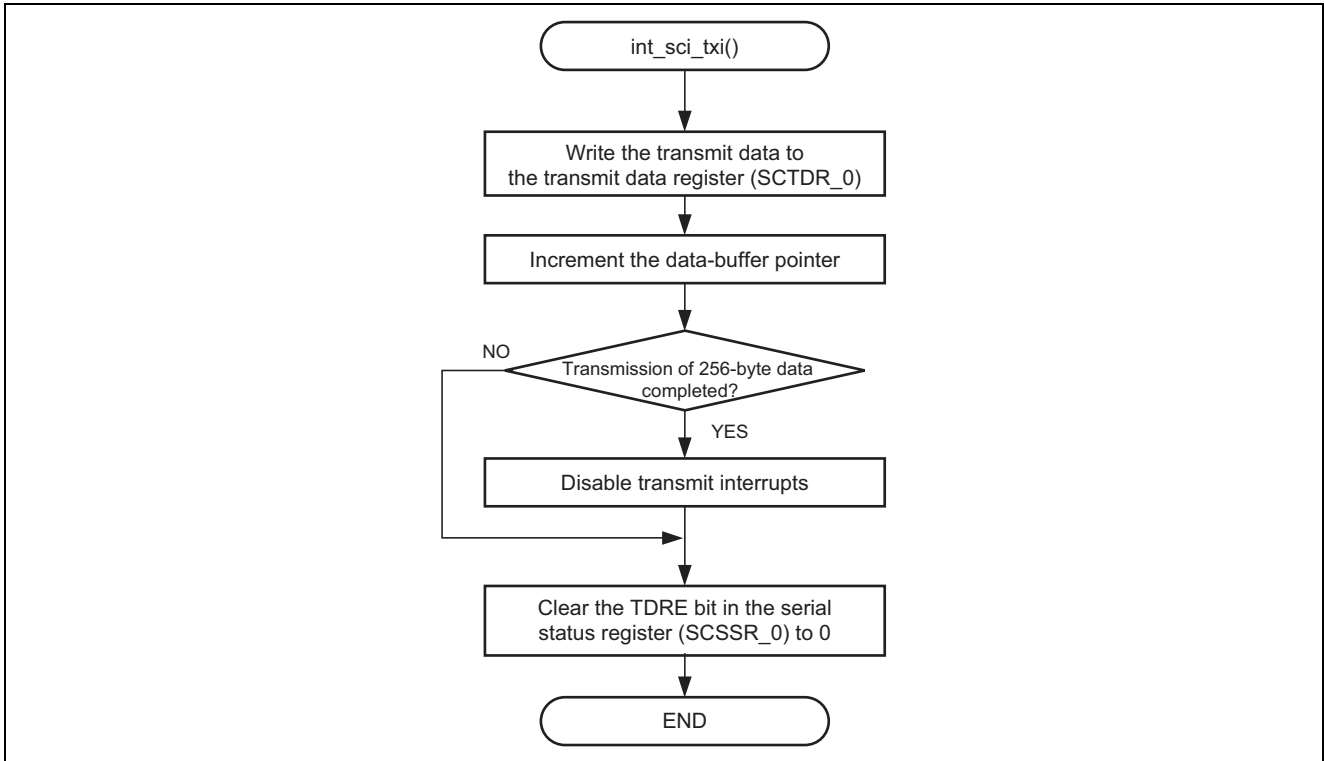 int_sci_txi()
Write the transmit data to
the transmit data register (SCTDR_0)
Increment the data-buffer pointer
NO
Transmission of 256-byte data
completed?
YES
Disable transmit interrupts
Clear the TDRE bit in the serial
status register (SCSSR_0) to 0
END